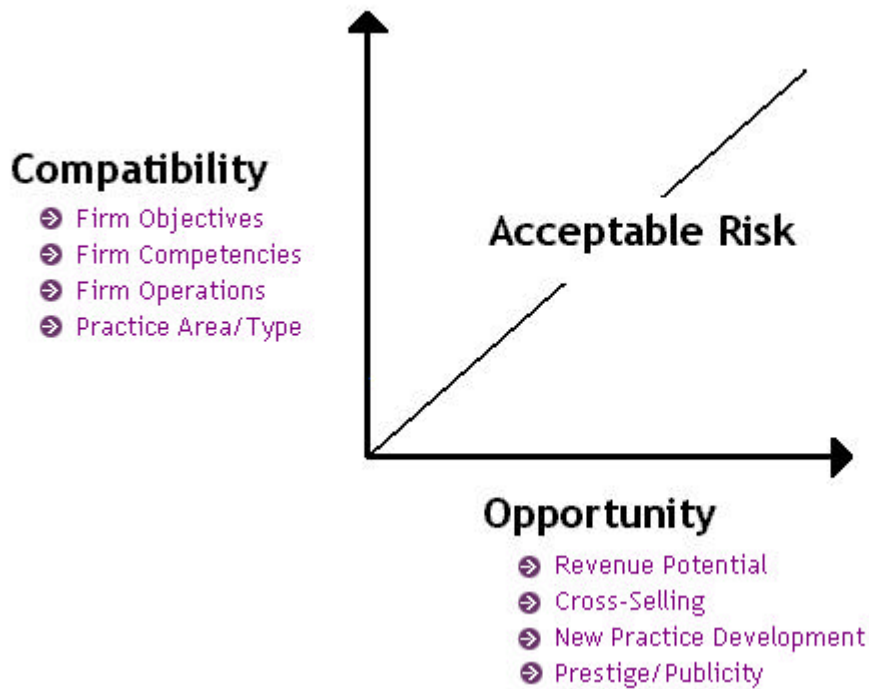 Compatibility
Firm Objectives
Firm Competencies
Firm Operations
Practice Area/Type
Acceptable Risk
Opportunity
Revenue Potential
Cross-Selling
New Practice Development
Prestige/Publicity